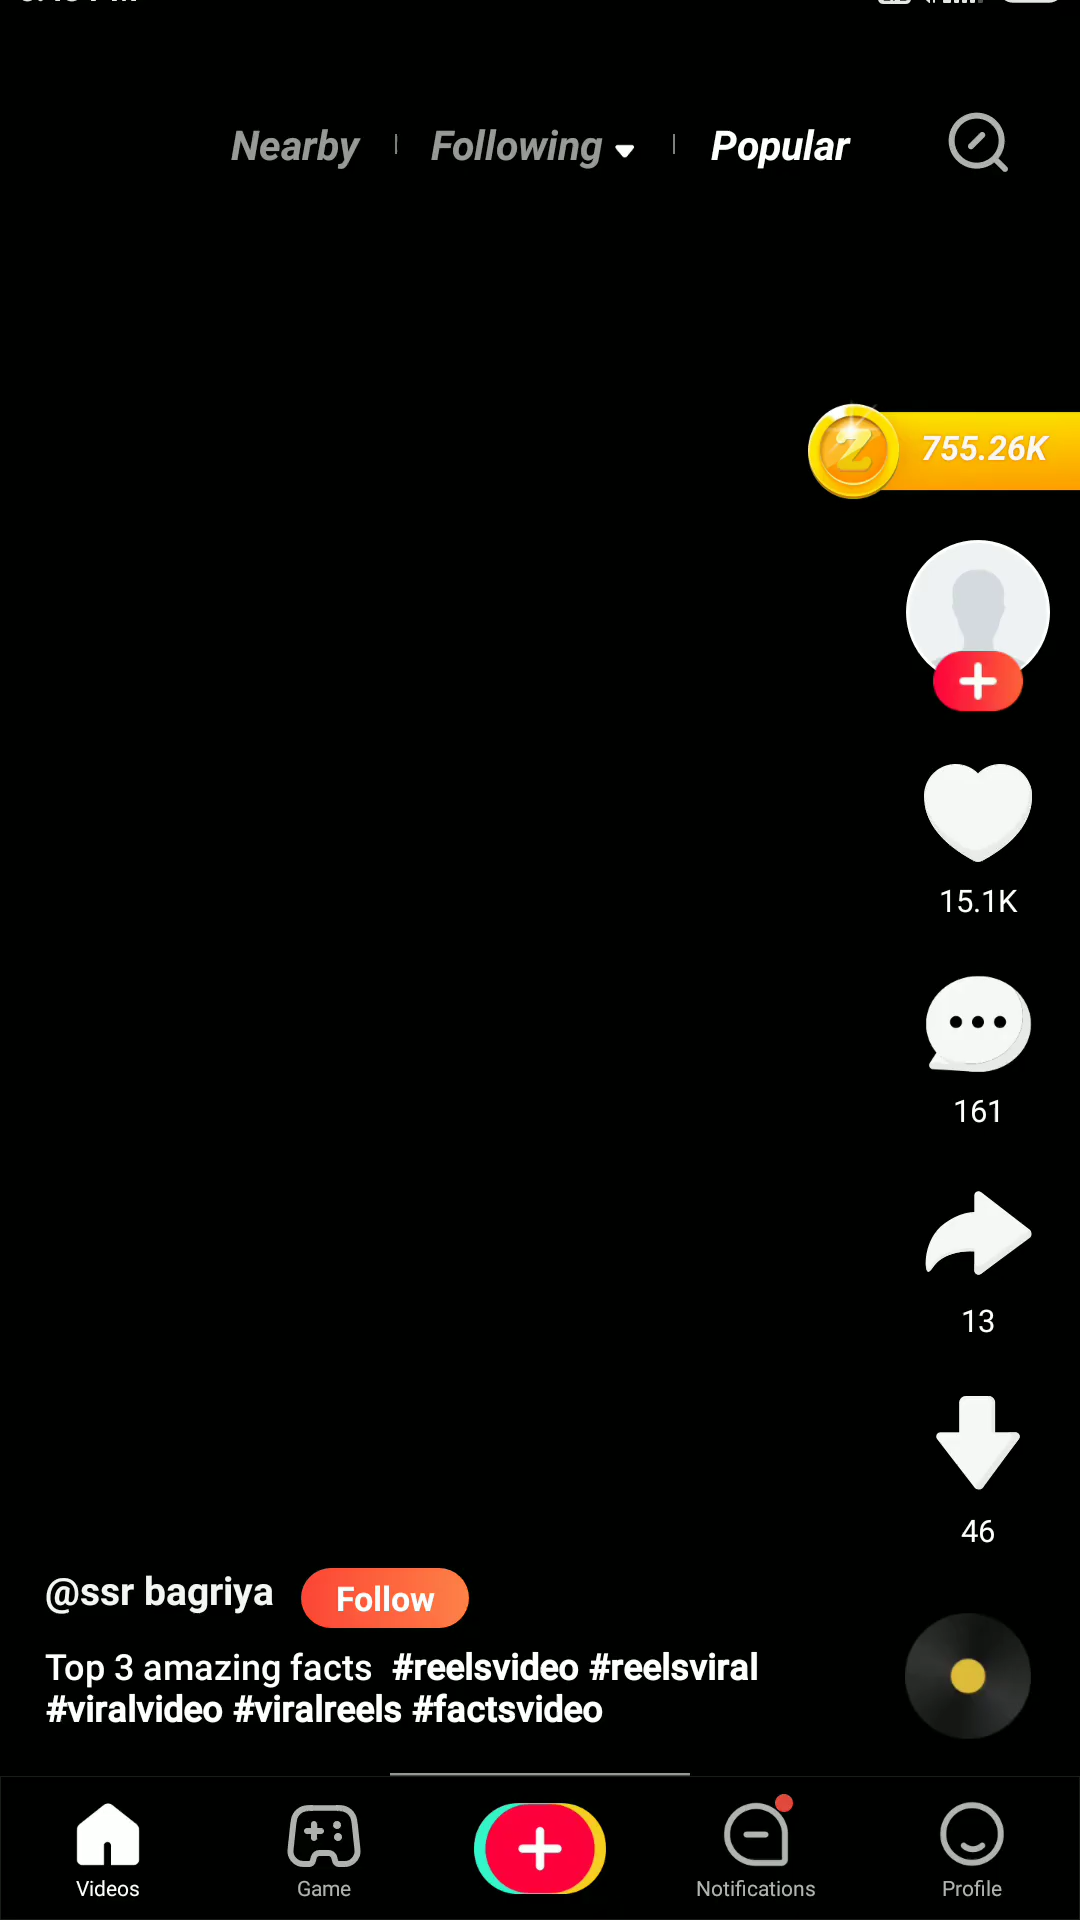 Nearby
Following
Popular
Z
755.26K
15.1K
161
13
46
@ssr bagriya
Follow
Top 3 amazing facts #reelsvideo #reelsviral
#viralvideo #viralreels #factsvideo
Videos
Game
Notifications
Profile